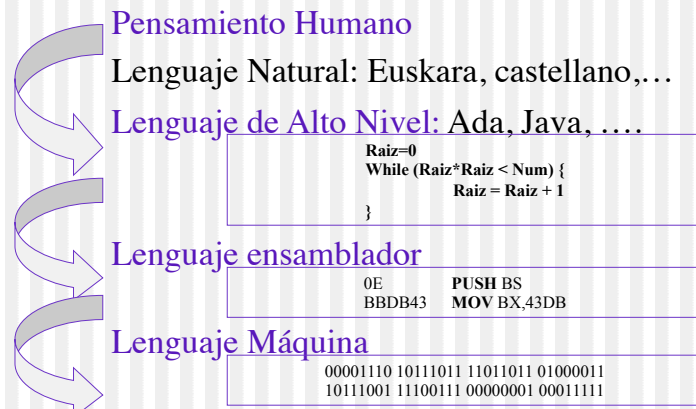 Pensamiento Humano
Lenguaje Natural: Euskara, castellano,…
Lenguaje de Alto Nivel: Ada, Java, ….
Raiz=0
While (Raiz*Raiz < Num) {
Raiz = Raiz + 1
}
Lenguaje ensamblador
0E PUSH BS
BBDB43 MOV BX,43DB
Lenguaje Máquina
00001110 10111011 11011011 01000011
10111001 11100111 00000001 00011111